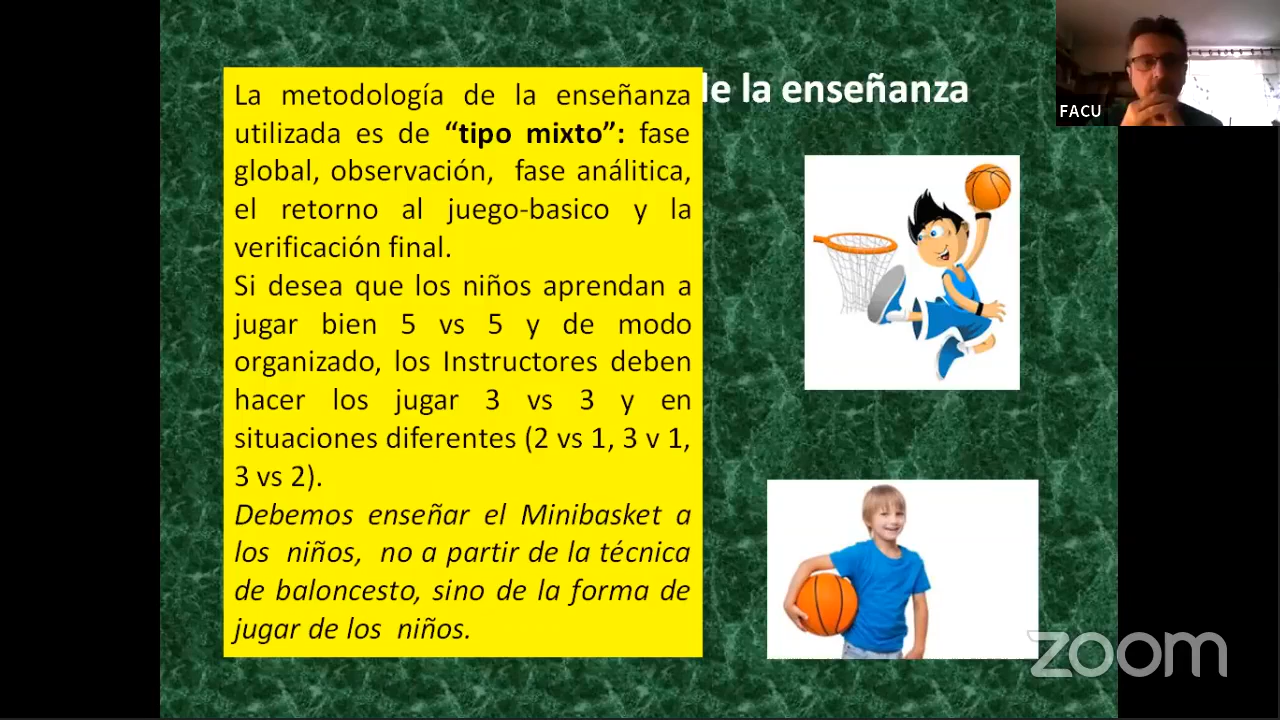 de la enseñanza
La metodología de la enseñanza
utilizada es de “tipo mixto”: fase
global, observación, fase análitica,
el retorno al juego-basico y la
verificación final.
Si desea que los niños aprendan a
jugar bien 5 vs 5 y de modo
organizado, los Instructores deben
hacer los jugar 3 vs 3 y en
situaciones diferentes (2 vs 1, 3 v 1,
3 vs 2).
Debemos enseñar el Minibasket a
los niños, no a partir de la técnica
de baloncesto, sino de la forma de
jugar de los niños.
FACU
zoom